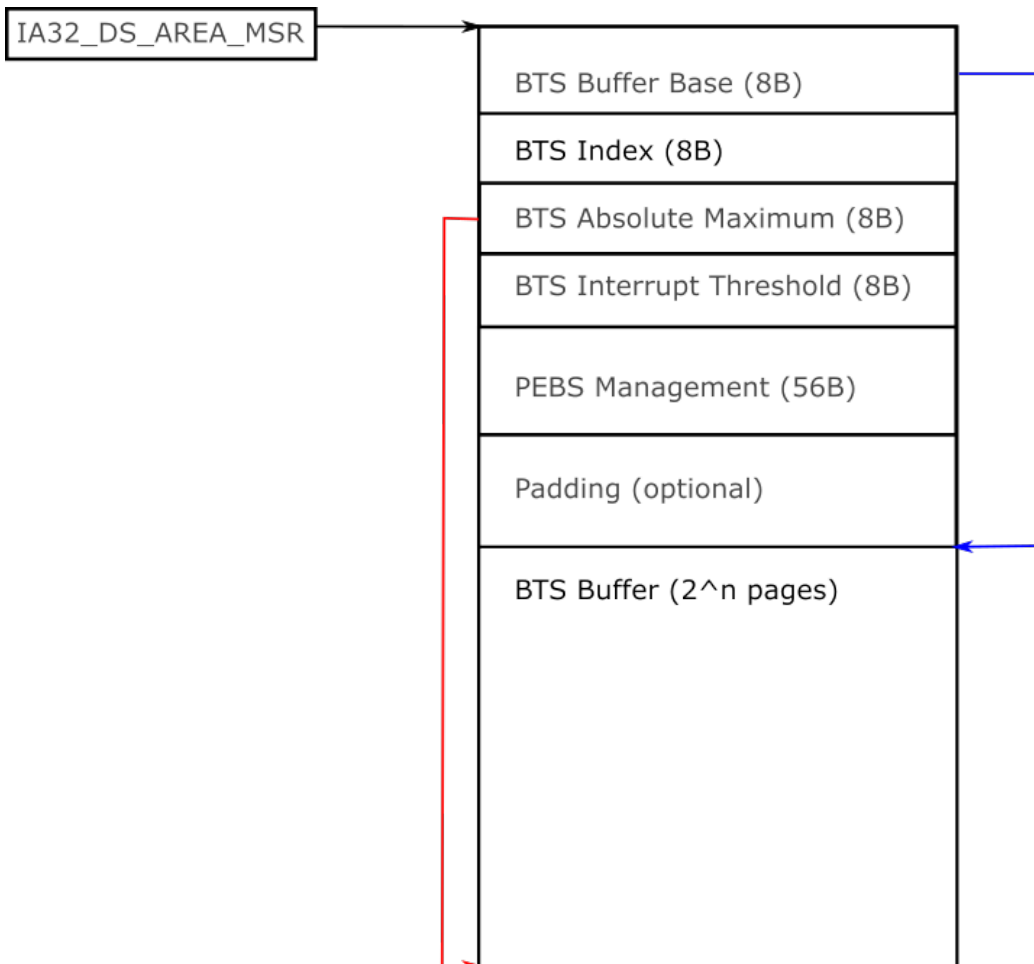 IA32_DS_AREA_MSR
BTS Buffer Base (8B)
BTS Index (8B)
BTS Absolute Maximum (8B)
BTS Interrupt Threshold (8B)
PEBS Management (56B)
Padding (optional)
BTS Buffer (2^n pages)